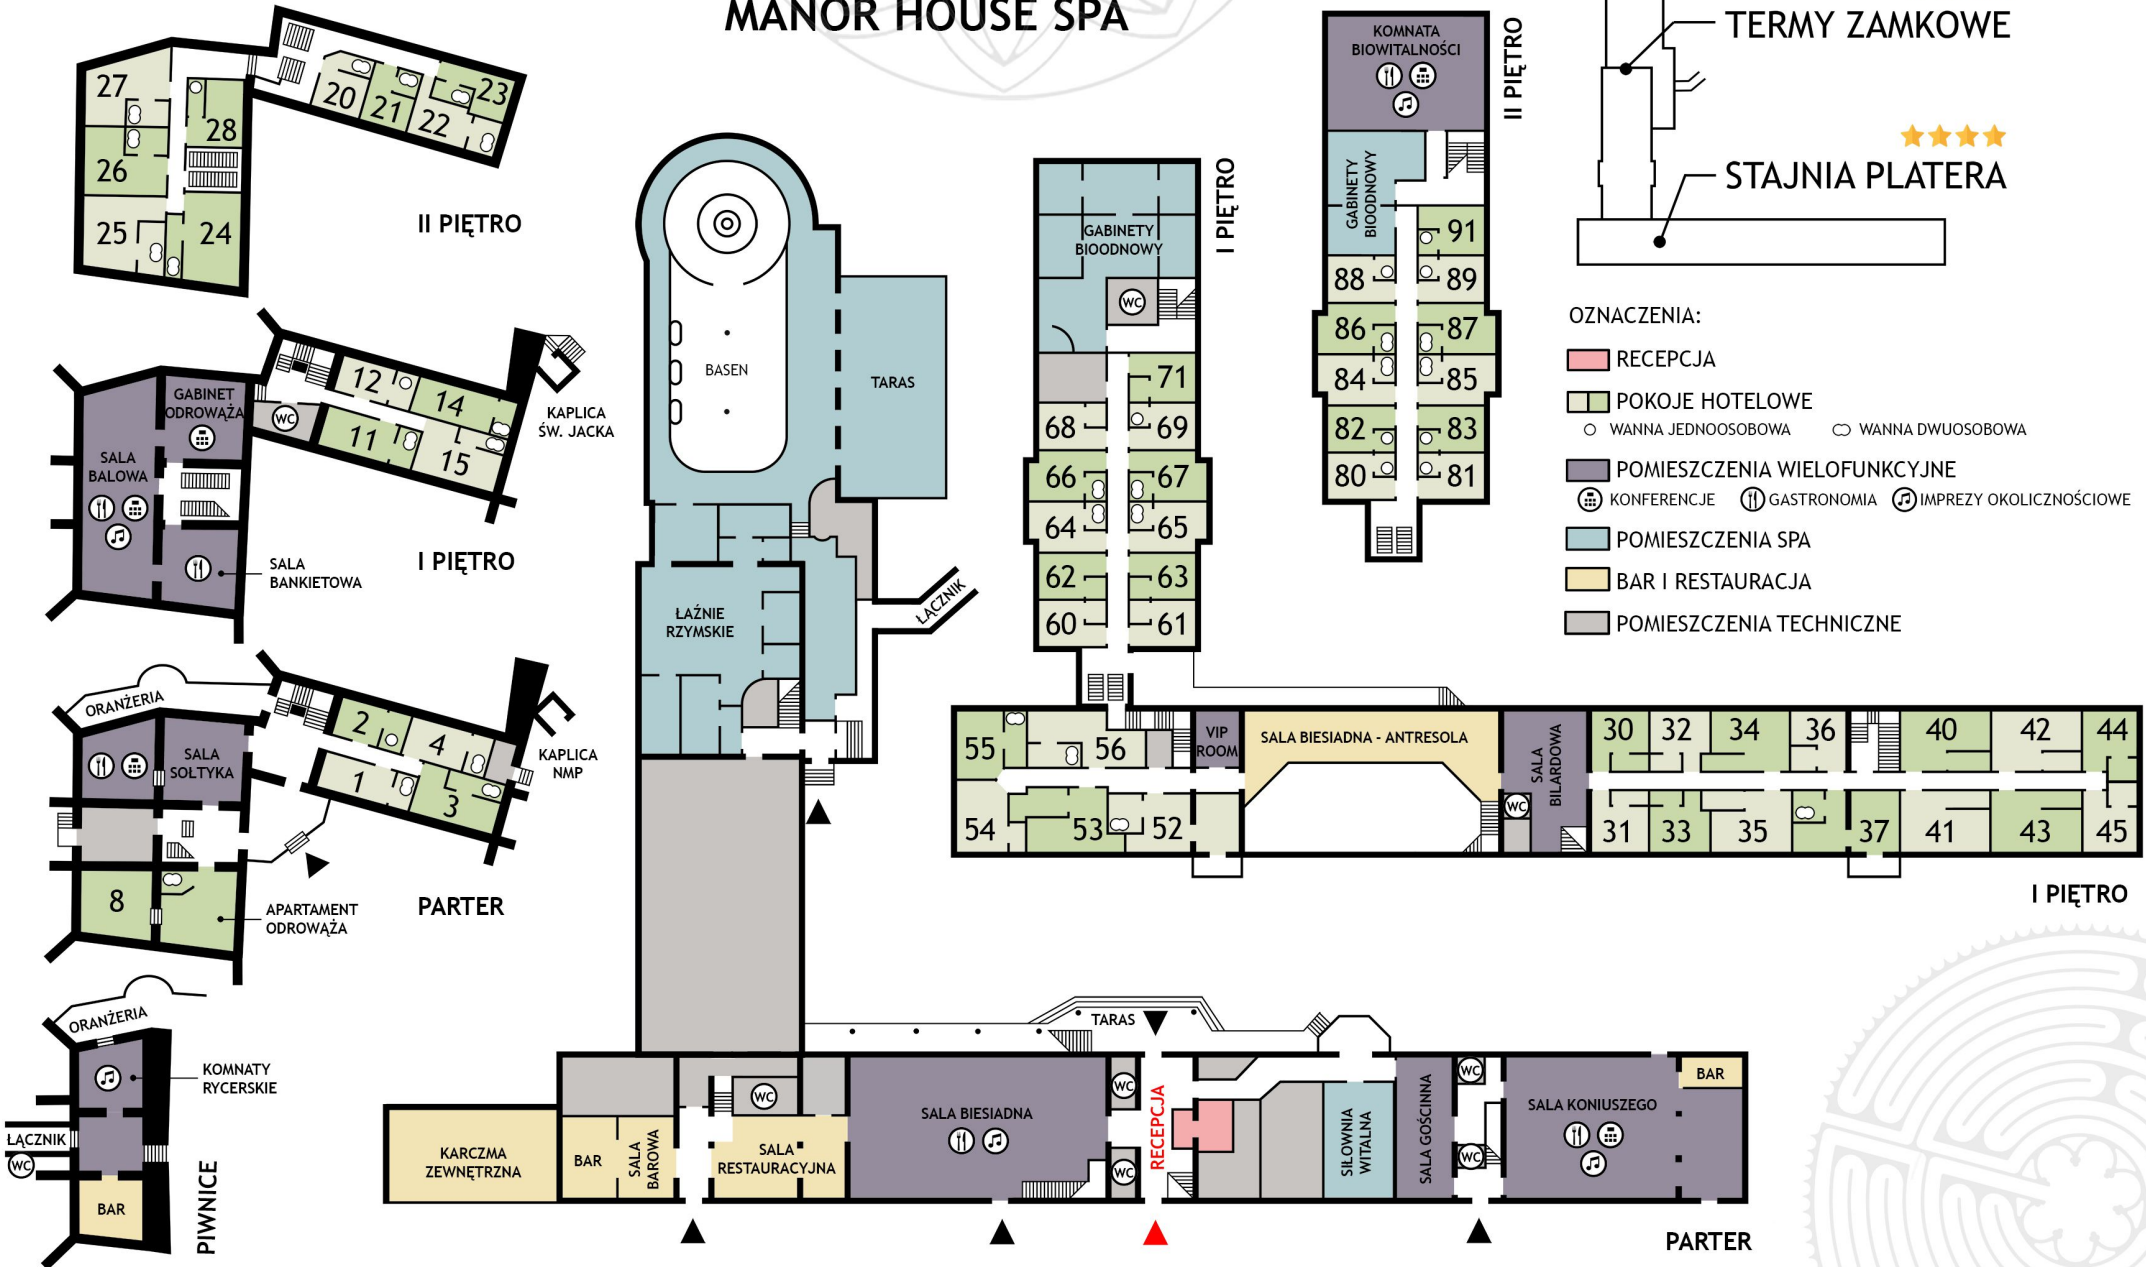 MANOR HOUSE SPA
TERMY ZAMKOWE
STAJNIA PLATERA
OZNACZENIA:
RECEPCJA
POKOJE HOTELOWE
WANNA JEDNOOSOBOWA
WANNA DWUOSOBOWA
POMIESZCZENIA WIELOFUNKCYJNE
KONFERENCJE
GASTRONOMIA
IMPREZY OKOLICZNOŚCIOWE
POMIESZCZENIA SPA
BAR I RESTAURACJA
POMIESZCZENIA TECHNICZNE
27
28
26
25
24
20
21
22
23
II PIĘTRO
GABINET
ODROWĄŻA
SALA
BALOWA
WC
12
14
11
15
KAPLICA
ŚW. JACKA
SALA
BANKIETOWA
I PIĘTRO
ORANŻERIA
SALA
SOŁTYKA
2
4
1
3
KAPLICA
NMP
8
APARTAMENT
ODROWĄŻA
PARTER
ORANŻERIA
KOMNATY
RYCERSKIE
ŁĄCZNIK
WC
BAR
PIWNICE
BASEN
TARAS
ŁAŹNIE
RZYMSKIE
ŁĄCZNIK
I PIĘTRO
GABINETY
BIOODNOWY
WC
71
68
69
66
67
64
65
62
63
60
61
II PIĘTRO
KOMNATA
BIOWITALNOŚCI
GABINETY
BIOODNOWY
91
88
89
86
87
84
85
82
83
80
81
55
56
VIP
ROOM
SALA BIESIADNA - ANTRESOLA
SALA
BILARDOWA
WC
30
32
34
36
40
42
44
54
53
52
31
33
35
37
41
43
45
I PIĘTRO
TARAS
KARCZMA
ZEWNĘTRZNA
BAR
SALA
BAROWA
WC
SALA
RESTAURACYJNA
SALA BIESIADNA
WC
WC
RECEPCJA
SIŁOWNIA
WITALNA
SALA GOŚCINNA
WC
WC
SALA KONIUSZEGO
BAR
PARTER